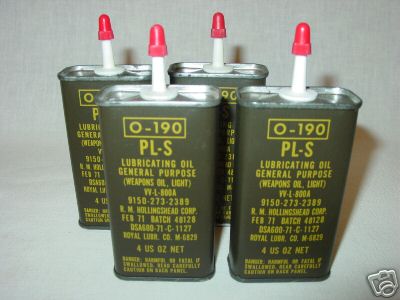 O-190
PL-S
LUBRICATING OIL
GENERAL PURPOSE
(WEAPONS OIL, LIGHT)
VV-L-800A
9150-273-2389
R. M. HOLLINGSHEAD CORP.
FEB 71 BATCH 48128
DSA600-71-C-1127
ROYAL LUBR. CO. M-6829
4 US OZ NET
DANGER: HARMFUL OR FATAL IF
SWALLOWED. READ CAREFULLY
CAUTION ON BACK PANEL.
O-190
PL-S
LUBRICATING OIL
GENERAL PURPOSE
(WEAPONS OIL, LIGHT)
VV-L-800A
9150-273-2389
R. M. HOLLINGSHEAD CORP.
FEB 71 BATCH 48128
DSA600-71-C-1127
ROYAL LUBR. CO. M-6829
4 US OZ NET
DANGER: HARMFUL OR FATAL IF
SWALLOWED. READ CAREFULLY
CAUTION ON BACK PANEL.